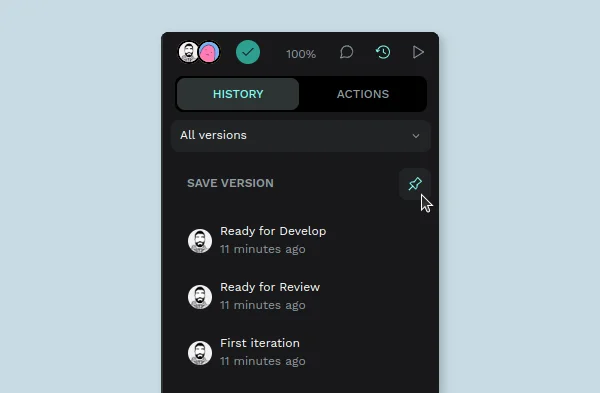 100%
HISTORY ACTIONS
All versions
SAVE VERSION
Ready for Develop
11 minutes ago
Ready for Review
11 minutes ago
First iteration
11 minutes ago